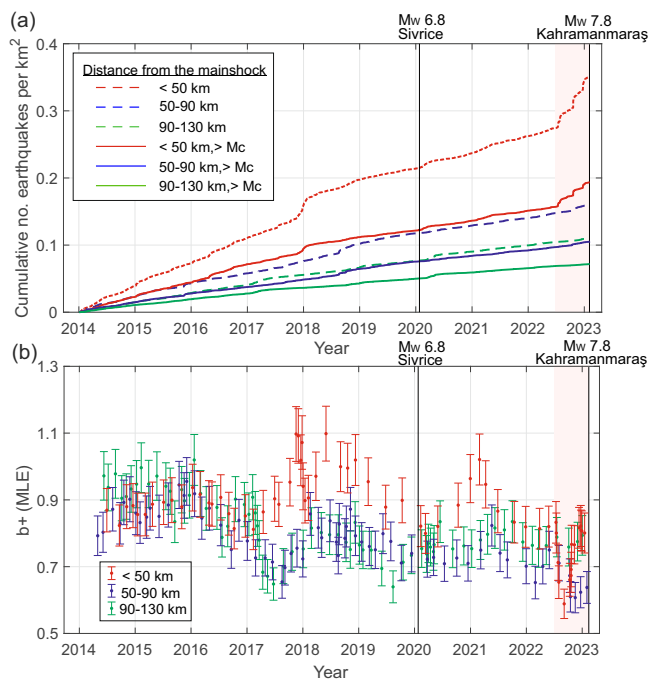 (a)
Mw 6.8
Sivrice
Mw 7.8
Kahramanmaraş
Cumulative no. earthquakes per km²
0.4
0.3
0.2
0.1
0
Distance from the mainshock
< 50 km
50-90 km
90-130 km
< 50 km,> Mc
50-90 km,> Mc
90-130 km,> Mc
2014 2015 2016 2017 2018 2019 2020 2021 2022 2023
Year
(b)
Mw 6.8
Sivrice
Mw 7.8
Kahramanmaraş
b+ (MLE)
1.3
1.1
0.9
0.7
0.5
< 50 km
50-90 km
90-130 km
2014 2015 2016 2017 2018 2019 2020 2021 2022 2023
Year